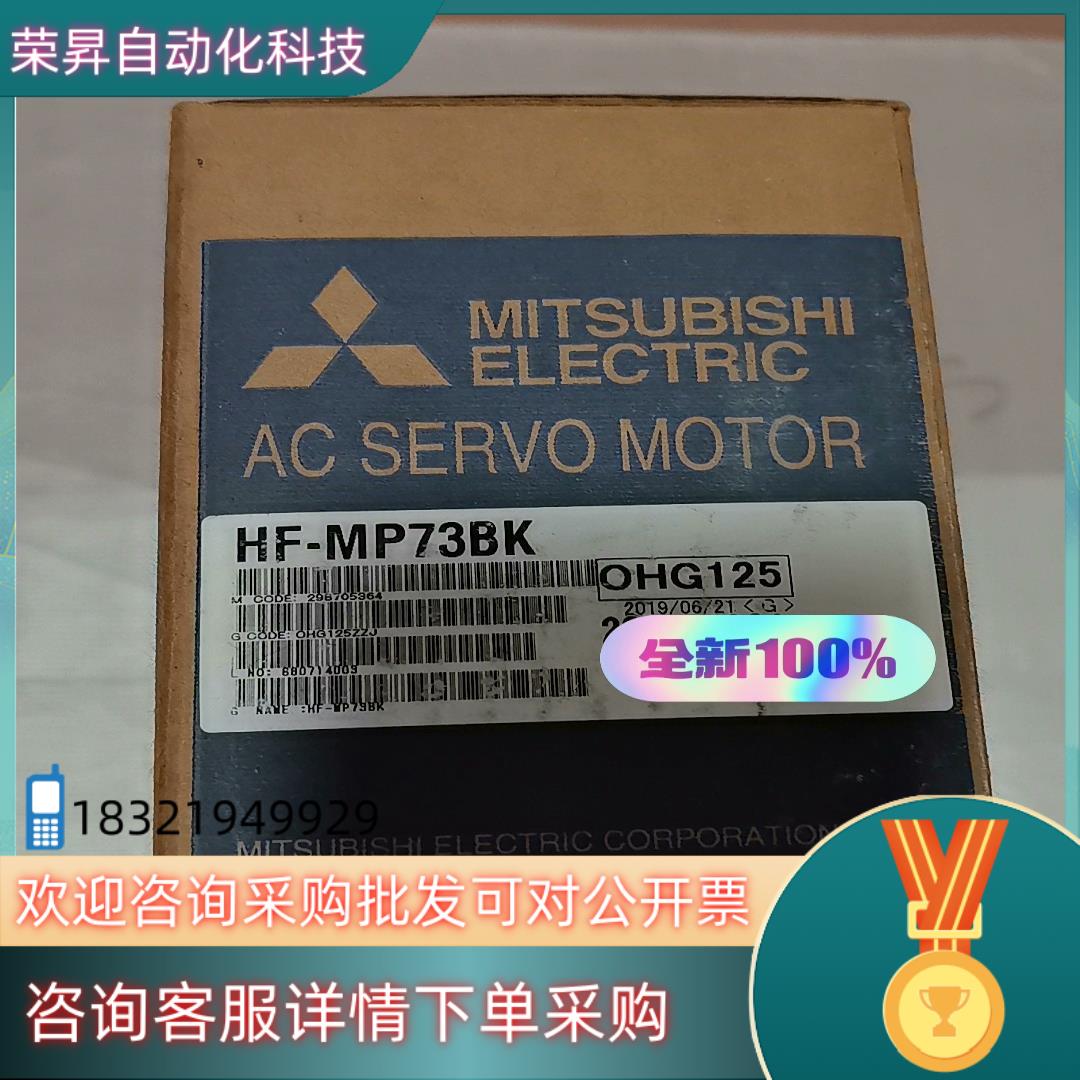 荣昇自动化科技
MITSUBISHI
ELECTRIC
AC SERVO MOTOR
HF-MP73BK
OHG125
M CODE: 298705364
2019/06/21 <G>
G CODE: OHG125ZZJ
全新100%
NO: 680714009
G NAME :HF-MP73BK
18321949929
MITSUBISHI ELECTRIC CORPORATION
欢迎咨询采购批发可对公开票
咨询客服详情下单采购